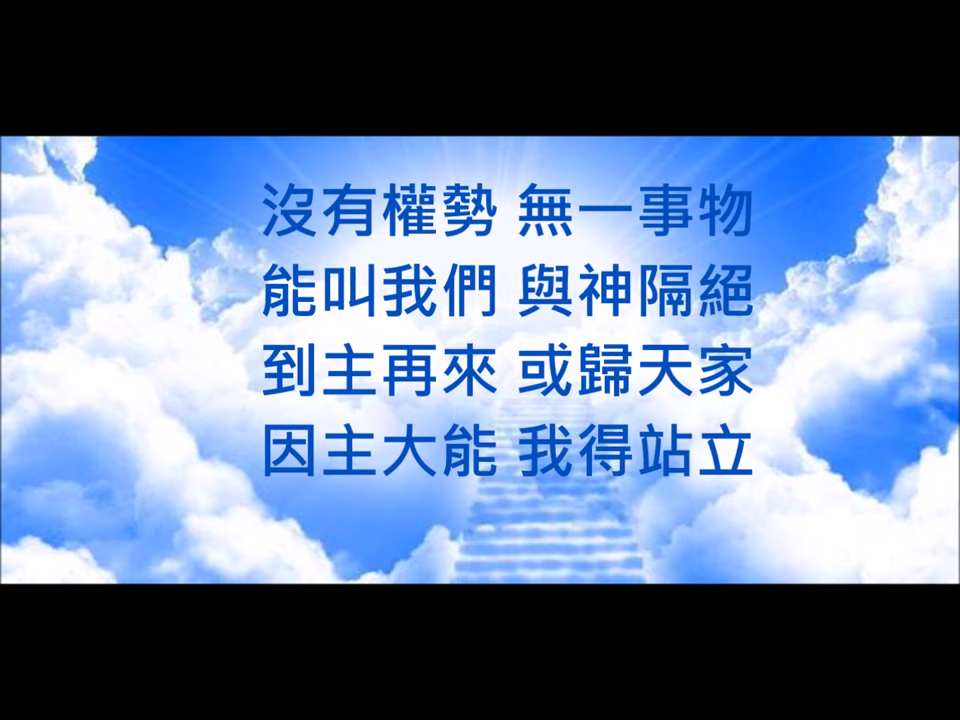 沒有權勢 無一事物
能叫我們 與神隔絕
到主再來 或歸天家
因主大能 我得站立